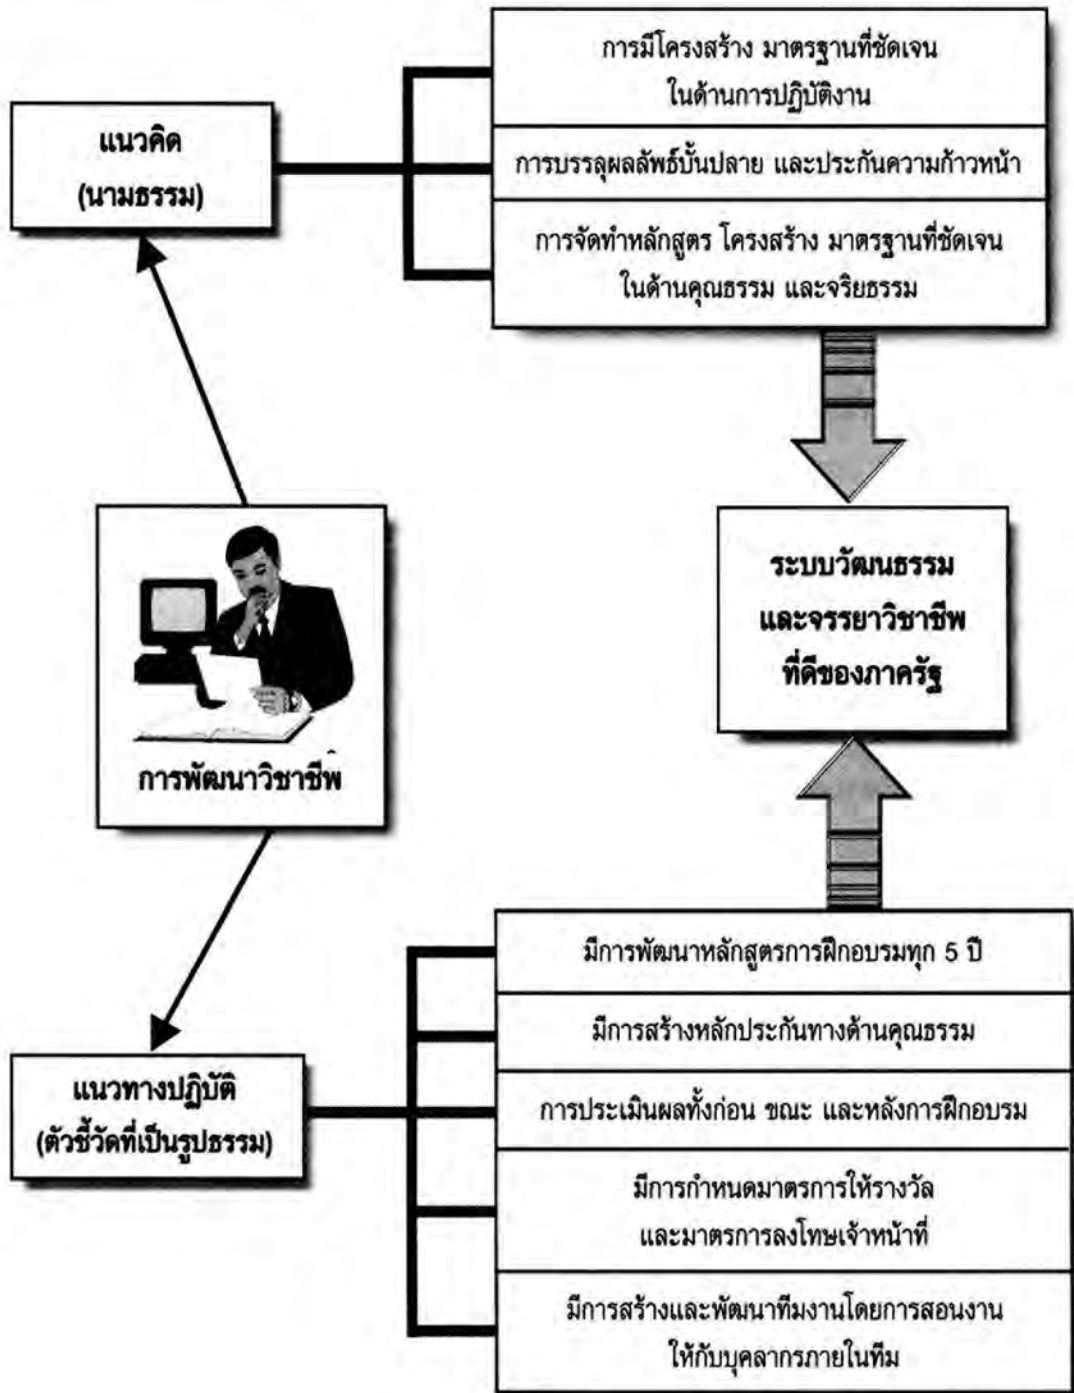 การมีโครงสร้าง มาตรฐานที่ชัดเจน
ในด้านการปฏิบัติงาน
แนวคิด
(นามธรรม)
การบรรลุผลลัพธ์บั้นปลาย และประกันความก้าวหน้า
การจัดทำหลักสูตร โครงสร้าง มาตรฐานที่ชัดเจน
ในด้านคุณธรรม และจริยธรรม
การพัฒนาวิชาชีพ
ระบบวัฒนธรรม
และจรรยาวิชาชีพ
ที่ดีของภาครัฐ
แนวทางปฏิบัติ
(ตัวชี้วัดที่เป็นรูปธรรม)
มีการพัฒนาหลักสูตรการฝึกอบรมทุก 5 ปี
มีการสร้างหลักประกันทางด้านคุณธรรม
การประเมินผลทั้งก่อน ขณะ และหลังการฝึกอบรม
มีการกำหนดมาตรการให้รางวัล
และมาตรการลงโทษเจ้าหน้าที่
มีการสร้างและพัฒนาทีมงานโดยการสอนงาน
ให้กับบุคลากรภายในทีม